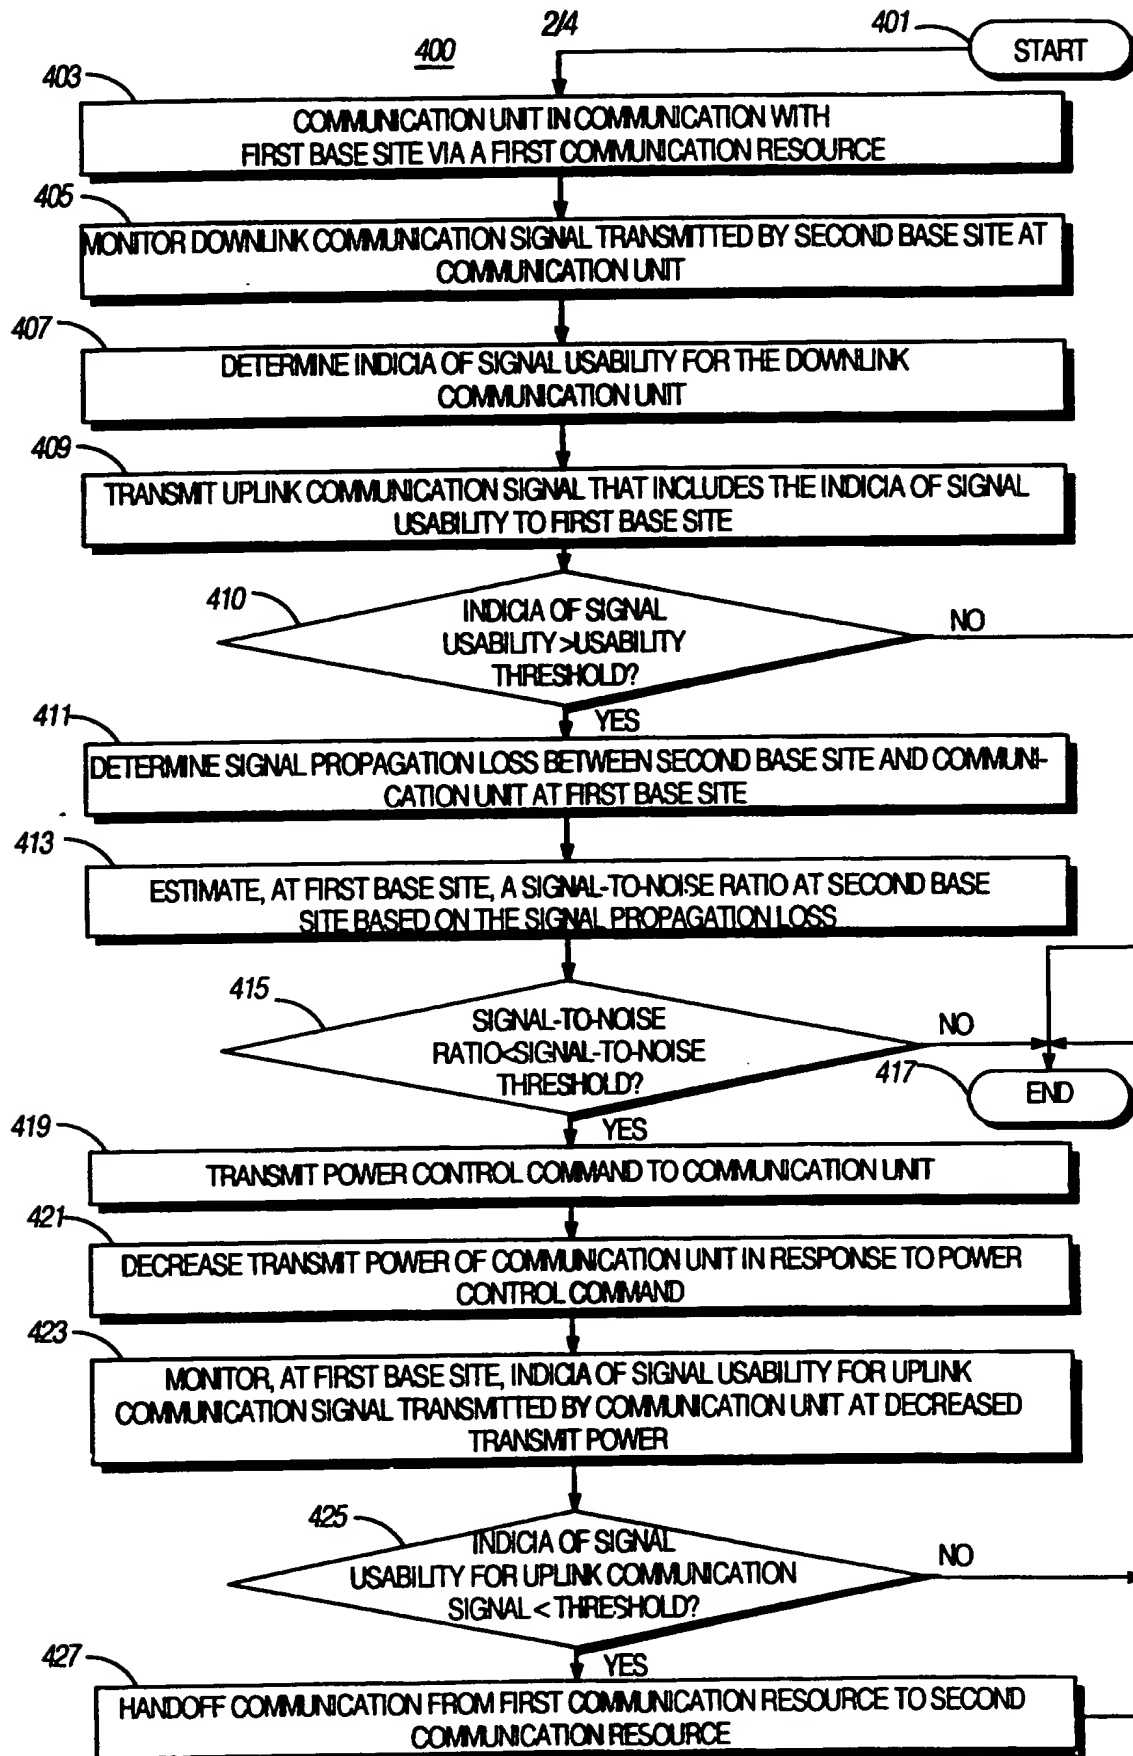 2/4
400
401
START
403
COMMUNICATION UNIT IN COMMUNICATION WITH
FIRST BASE SITE VIA A FIRST COMMUNICATION RESOURCE
405
MONITOR DOWNLINK COMMUNICATION SIGNAL TRANSMITTED BY SECOND BASE SITE AT
COMMUNICATION UNIT
407
DETERMINE INDICIA OF SIGNAL USABILITY FOR THE DOWNLINK
COMMUNICATION UNIT
409
TRANSMIT UPLINK COMMUNICATION SIGNAL THAT INCLUDES THE INDICIA OF SIGNAL
USABILITY TO FIRST BASE SITE
410
INDICIA OF SIGNAL
USABILITY>USABILITY
THRESHOLD?
NO
YES
411
DETERMINE SIGNAL PROPAGATION LOSS BETWEEN SECOND BASE SITE AND COMMUNI-
CATION UNIT AT FIRST BASE SITE
413
ESTIMATE, AT FIRST BASE SITE, A SIGNAL-TO-NOISE RATIO AT SECOND BASE
SITE BASED ON THE SIGNAL PROPAGATION LOSS
415
SIGNAL-TO-NOISE
RATIO<SIGNAL-TO-NOISE
THRESHOLD?
NO
417
END
YES
419
TRANSMIT POWER CONTROL COMMAND TO COMMUNICATION UNIT
421
DECREASE TRANSMIT POWER OF COMMUNICATION UNIT IN RESPONSE TO POWER
CONTROL COMMAND
423
MONITOR, AT FIRST BASE SITE, INDICIA OF SIGNAL USABILITY FOR UPLINK
COMMUNICATION SIGNAL TRANSMITTED BY COMMUNICATION UNIT AT DECREASED
TRANSMIT POWER
425
INDICIA OF SIGNAL
USABILITY FOR UPLINK COMMUNICATION
SIGNAL < THRESHOLD?
NO
YES
427
HANDOFF COMMUNICATION FROM FIRST COMMUNICATION RESOURCE TO SECOND
COMMUNICATION RESOURCE